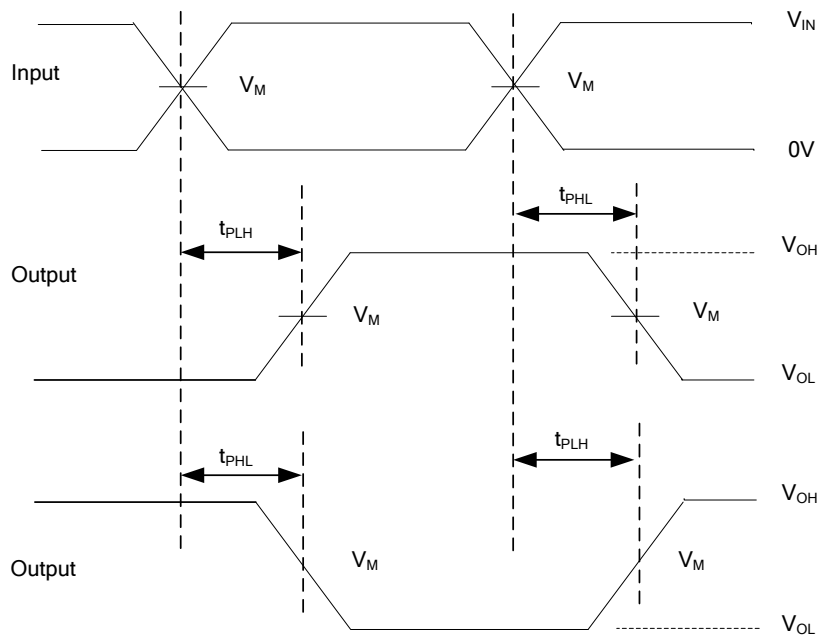 V_IN
Input
V_M
V_M
0V
t_PHL
t_PLH
V_OH
Output
V_M
V_M
V_OL
t_PHL
t_PLH
V_OH
Output
V_M
V_M
V_OL